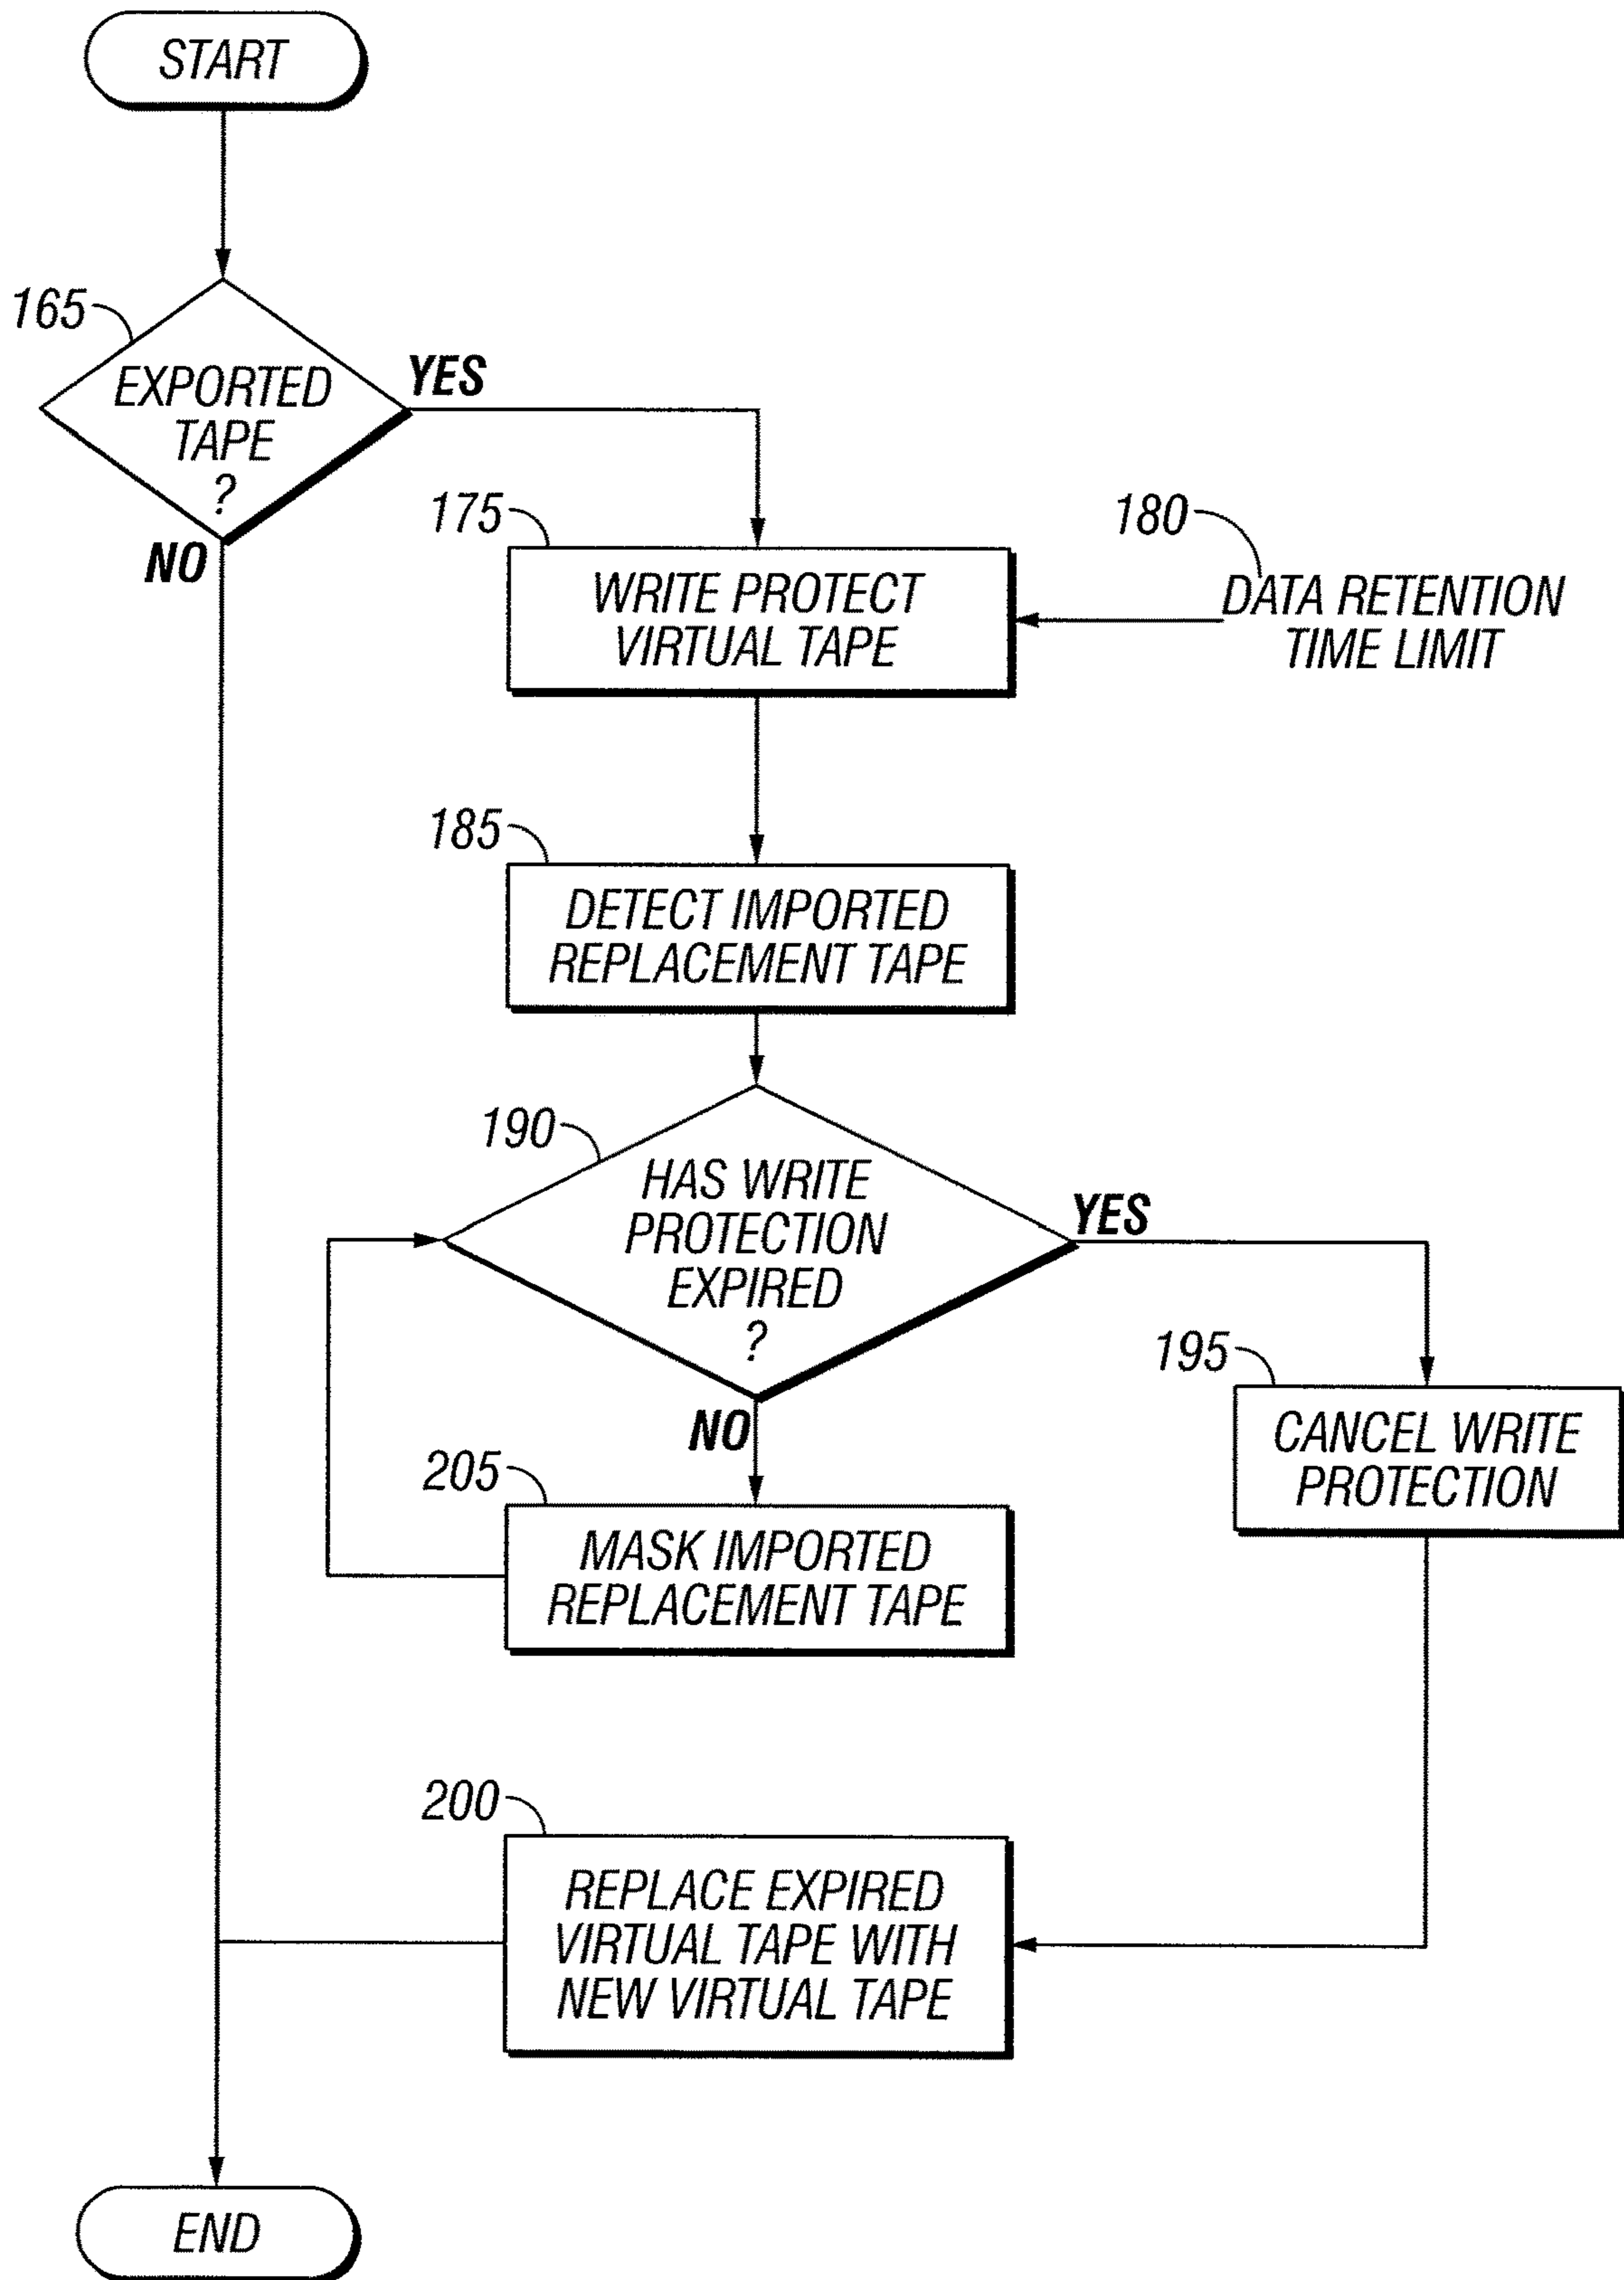 START
165
EXPORTED
TAPE
?
YES
NO
175
WRITE PROTECT
VIRTUAL TAPE
180
DATA RETENTION
TIME LIMIT
185
DETECT IMPORTED
REPLACEMENT TAPE
190
HAS WRITE
PROTECTION
EXPIRED
?
YES
NO
195
CANCEL WRITE
PROTECTION
205
MASK IMPORTED
REPLACEMENT TAPE
200
REPLACE EXPIRED
VIRTUAL TAPE WITH
NEW VIRTUAL TAPE
END